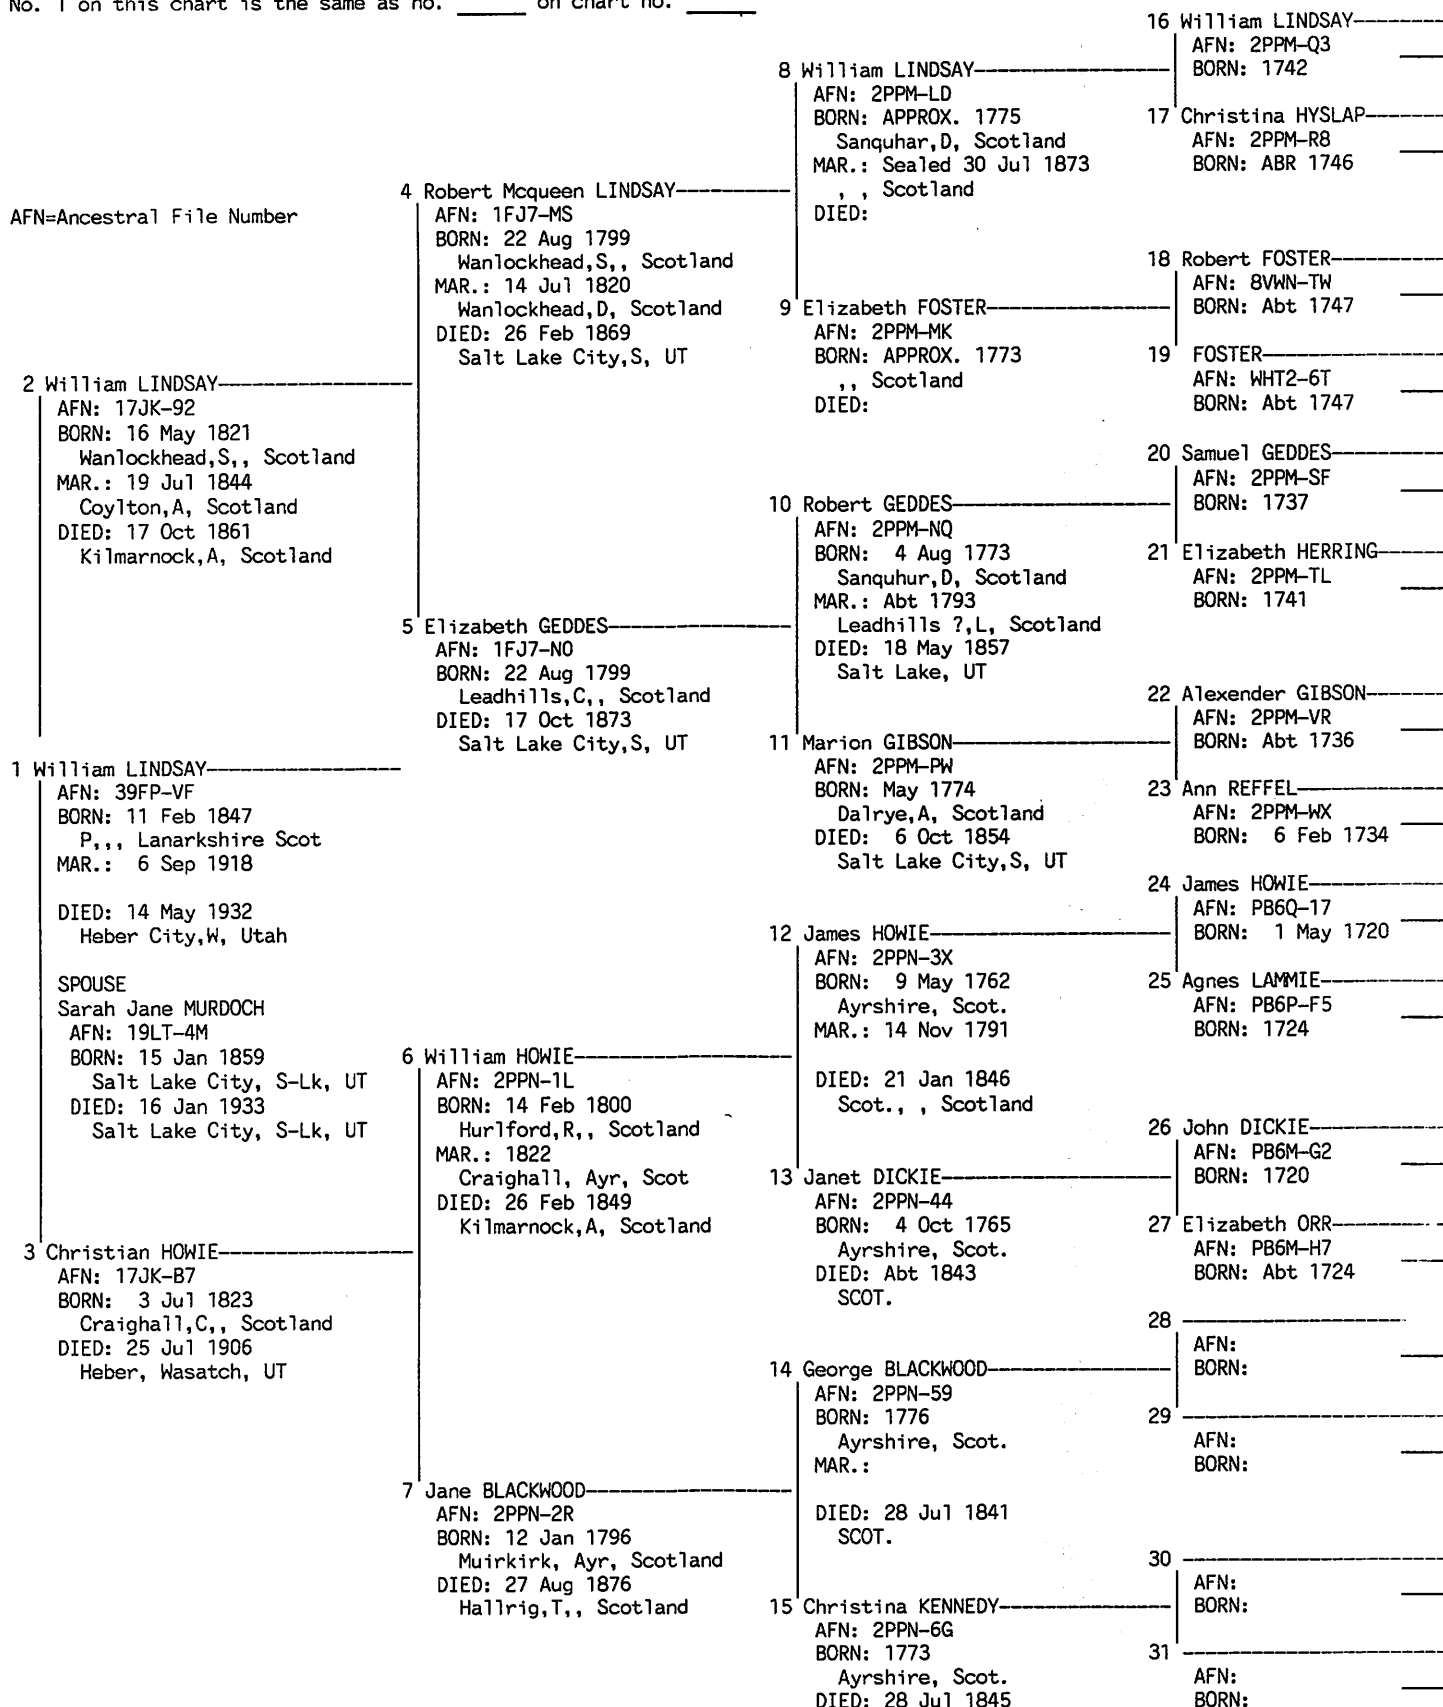 No. 1 on this chart is the same as no. _____ on chart no. _____
AFN=Ancestral File Number
1 William LINDSAY
AFN: 39FP-VF
BORN: 11 Feb 1847
P,,, Lanarkshire Scot
MAR.: 6 Sep 1918
DIED: 14 May 1932
Heber City,W, Utah
SPOUSE
Sarah Jane MURDOCH
AFN: 19LT-4M
BORN: 15 Jan 1859
Salt Lake City, S-Lk, UT
DIED: 16 Jan 1933
Salt Lake City, S-Lk, UT
2 William LINDSAY
AFN: 17JK-92
BORN: 16 May 1821
Wanlockhead,S,, Scotland
MAR.: 19 Jul 1844
Coylton,A, Scotland
DIED: 17 Oct 1861
Kilmarnock,A, Scotland
3 Christian HOWIE
AFN: 17JK-B7
BORN: 3 Jul 1823
Craighall,C,, Scotland
DIED: 25 Jul 1906
Heber, Wasatch, UT
4 Robert Mcqueen LINDSAY
AFN: 1FJ7-MS
BORN: 22 Aug 1799
Wanlockhead,S,, Scotland
MAR.: 14 Jul 1820
Wanlockhead,D, Scotland
DIED: 26 Feb 1869
Salt Lake City,S, UT
5 Elizabeth GEDDES
AFN: 1FJ7-N0
BORN: 22 Aug 1799
Leadhills,C,, Scotland
DIED: 17 Oct 1873
Salt Lake City,S, UT
6 William HOWIE
AFN: 2PPN-1L
BORN: 14 Feb 1800
Hurlford,R,, Scotland
MAR.: 1822
Craighall, Ayr, Scot
DIED: 26 Feb 1849
Kilmarnock,A, Scotland
7 Jane BLACKWOOD
AFN: 2PPN-2R
BORN: 12 Jan 1796
Muirkirk, Ayr, Scotland
DIED: 27 Aug 1876
Hallrig,T,, Scotland
8 William LINDSAY
AFN: 2PPM-LD
BORN: APPROX. 1775
Sanquhar,D, Scotland
MAR.: Sealed 30 Jul 1873
, , Scotland
DIED:
9 Elizabeth FOSTER
AFN: 2PPM-MK
BORN: APPROX. 1773
,, Scotland
DIED:
10 Robert GEDDES
AFN: 2PPM-NQ
BORN: 4 Aug 1773
Sanquhur,D, Scotland
MAR.: Abt 1793
Leadhills ?,L, Scotland
DIED: 18 May 1857
Salt Lake, UT
11 Marion GIBSON
AFN: 2PPM-PW
BORN: May 1774
Dalrye,A, Scotland
DIED: 6 Oct 1854
Salt Lake City,S, UT
12 James HOWIE
AFN: 2PPN-3X
BORN: 9 May 1762
Ayrshire, Scot.
MAR.: 14 Nov 1791
DIED: 21 Jan 1846
Scot., , Scotland
13 Janet DICKIE
AFN: 2PPN-44
BORN: 4 Oct 1765
Ayrshire, Scot.
DIED: Abt 1843
SCOT.
14 George BLACKWOOD
AFN: 2PPN-59
BORN: 1776
Ayrshire, Scot.
MAR.:
DIED: 28 Jul 1841
SCOT.
15 Christina KENNEDY
AFN: 2PPN-6G
BORN: 1773
Ayrshire, Scot.
DIED: 28 Jul 1845
16 William LINDSAY
AFN: 2PPM-Q3
BORN: 1742
17 Christina HYSLAP
AFN: 2PPM-R8
BORN: ABR 1746
18 Robert FOSTER
AFN: 8VWN-TW
BORN: Abt 1747
19 FOSTER
AFN: WHT2-6T
BORN: Abt 1747
20 Samuel GEDDES
AFN: 2PPM-SF
BORN: 1737
21 Elizabeth HERRING
AFN: 2PPM-TL
BORN: 1741
22 Alexender GIBSON
AFN: 2PPM-VR
BORN: Abt 1736
23 Ann REFFEL
AFN: 2PPM-WX
BORN: 6 Feb 1734
24 James HOWIE
AFN: PB6Q-17
BORN: 1 May 1720
25 Agnes LAMMIE
AFN: PB6P-F5
BORN: 1724
26 John DICKIE
AFN: PB6M-G2
BORN: 1720
27 Elizabeth ORR
AFN: PB6M-H7
BORN: Abt 1724
28
AFN:
BORN:
29
AFN:
BORN:
30
AFN:
BORN:
31
AFN:
BORN: